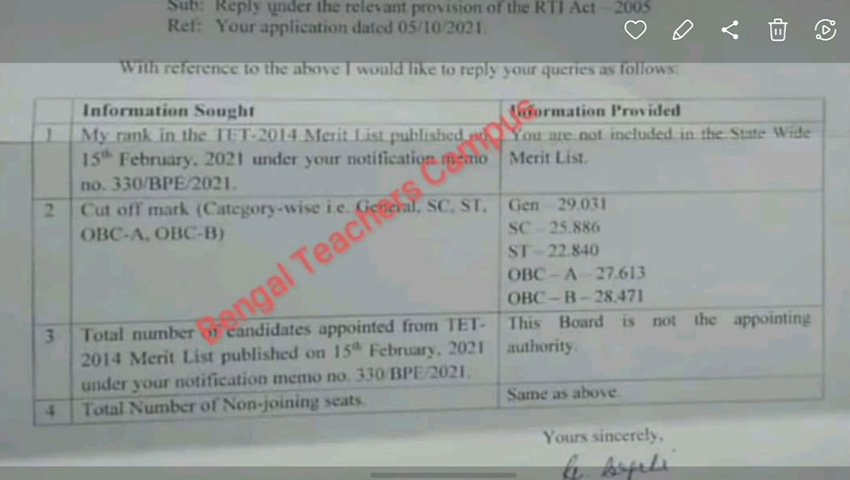 Sub: Reply under the relevant provision of the RTI Act – 2005
Ref: Your application dated 05/10/2021.
With reference to the above I would like to reply your queries as follows:
Information Sought
Information Provided
1
My rank in the TET-2014 Merit List published on
15th February, 2021 under your notification memo
no. 330/BPE/2021.
You are not included in the State Wide
Merit List.
2
Cut off mark (Category-wise i.e. General, SC, ST,
OBC-A, OBC-B)
Gen – 29.031
SC – 25.886
ST – 22.840
OBC – A – 27.613
OBC – B – 28.471
3
Total number of candidates appointed from TET-
2014 Merit List published on 15th February, 2021
under your notification memo no. 330/BPE/2021.
This Board is not the appointing
authority.
4
Total Number of Non-joining seats.
Same as above.
Yours sincerely,
Bengal Teachers Campus